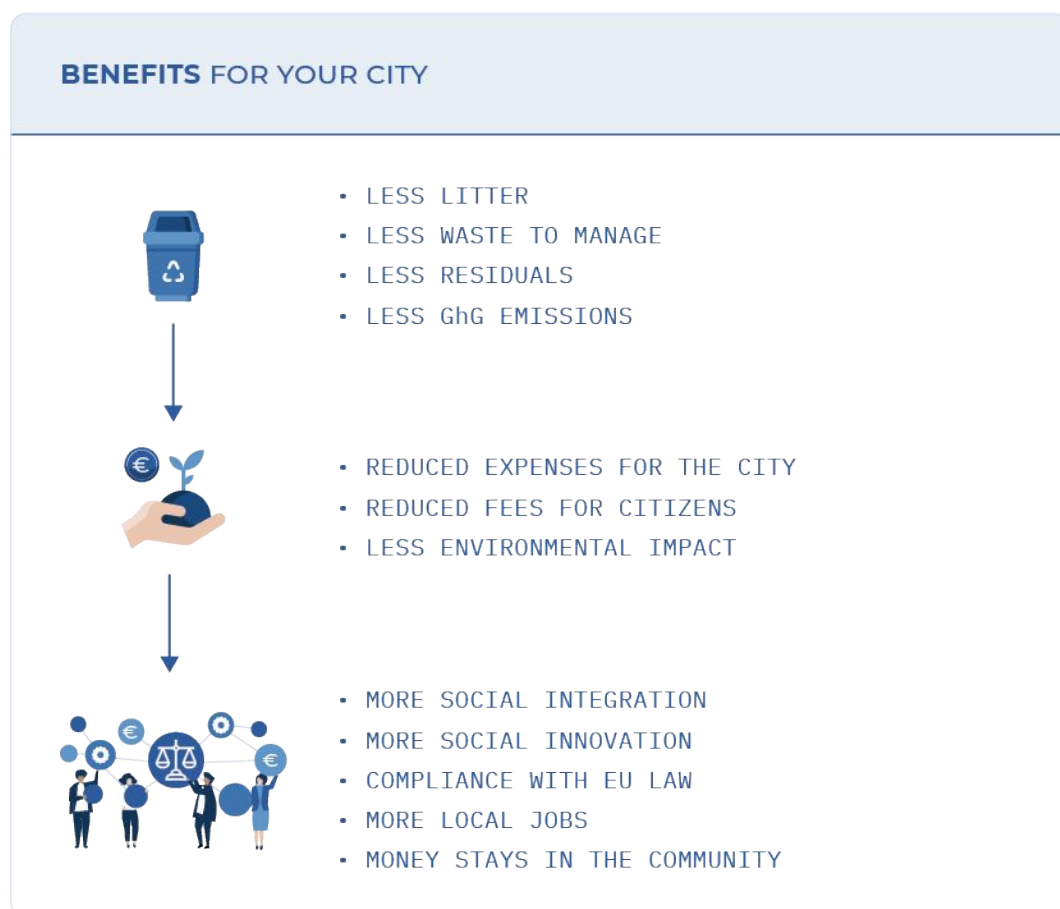 BENEFITS FOR YOUR CITY
• LESS LITTER
• LESS WASTE TO MANAGE
• LESS RESIDUALS
• LESS GhG EMISSIONS
€
• REDUCED EXPENSES FOR THE CITY
• REDUCED FEES FOR CITIZENS
• LESS ENVIRONMENTAL IMPACT
€
€
• MORE SOCIAL INTEGRATION
• MORE SOCIAL INNOVATION
• COMPLIANCE WITH EU LAW
• MORE LOCAL JOBS
• MONEY STAYS IN THE COMMUNITY